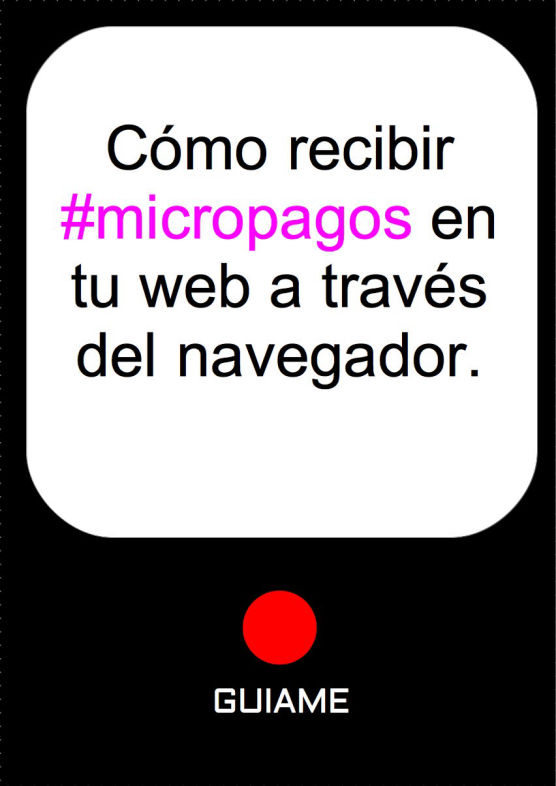 Cómo recibir
#micropagos en
tu web a través
del navegador.
GUIAME